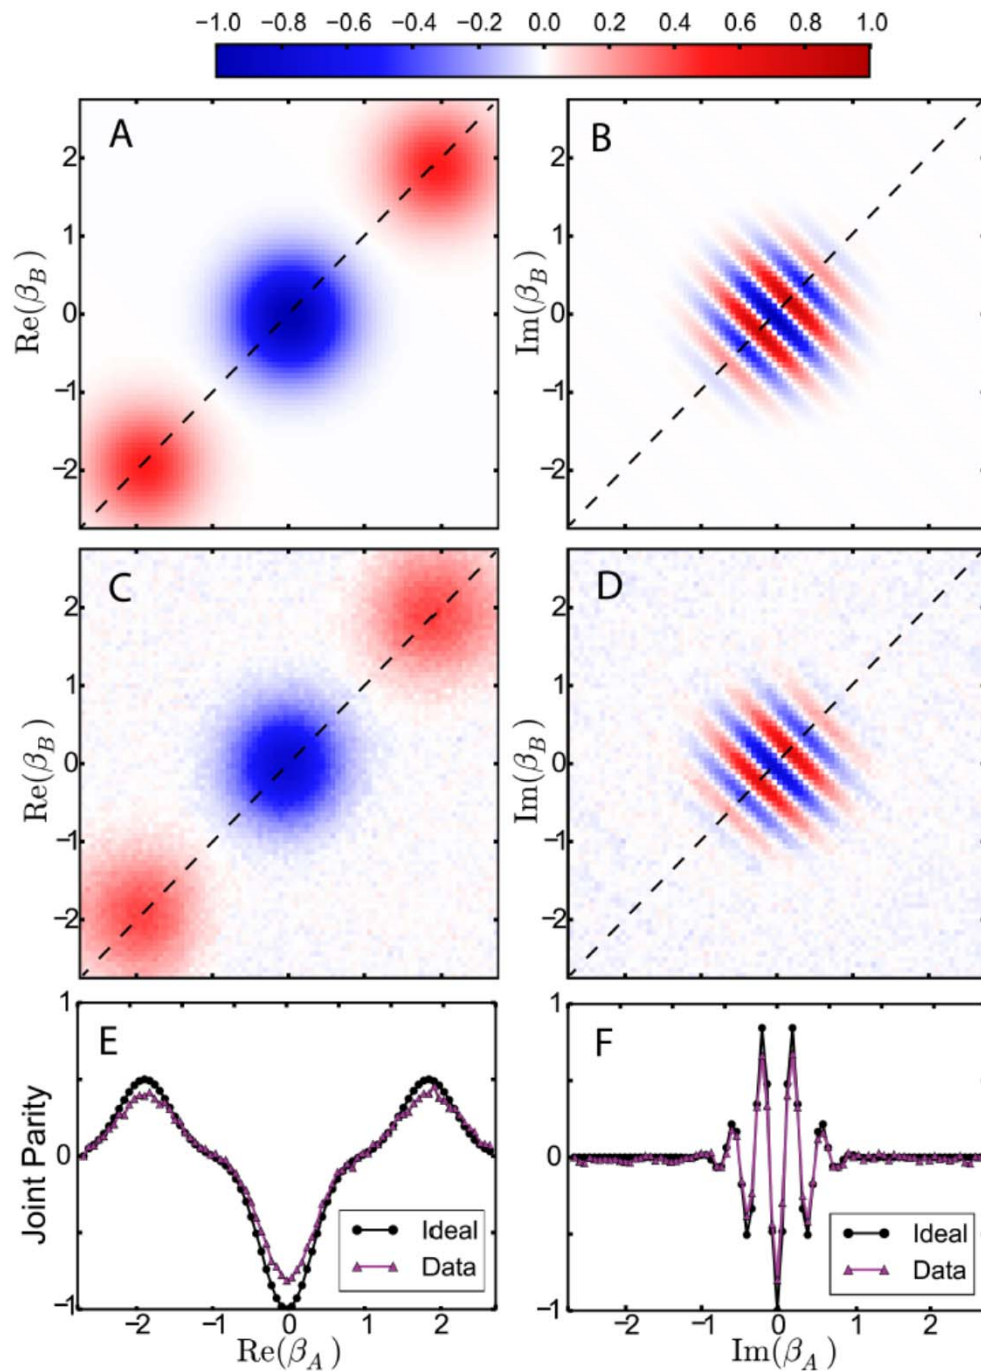 −1.0 −0.8 −0.6 −0.4 −0.2 0.0 0.2 0.4 0.6 0.8 1.0
A
2
1
0
−1
−2
Re(β_B)
B
2
1
0
−1
−2
Im(β_B)
C
2
1
0
−1
−2
Re(β_B)
D
2
1
0
−1
−2
Im(β_B)
E
1
0
−1
Joint Parity
Ideal
Data
−2 −1 0 1 2
Re(β_A)
F
1
0
−1
Ideal
Data
−2 −1 0 1 2
Im(β_A)